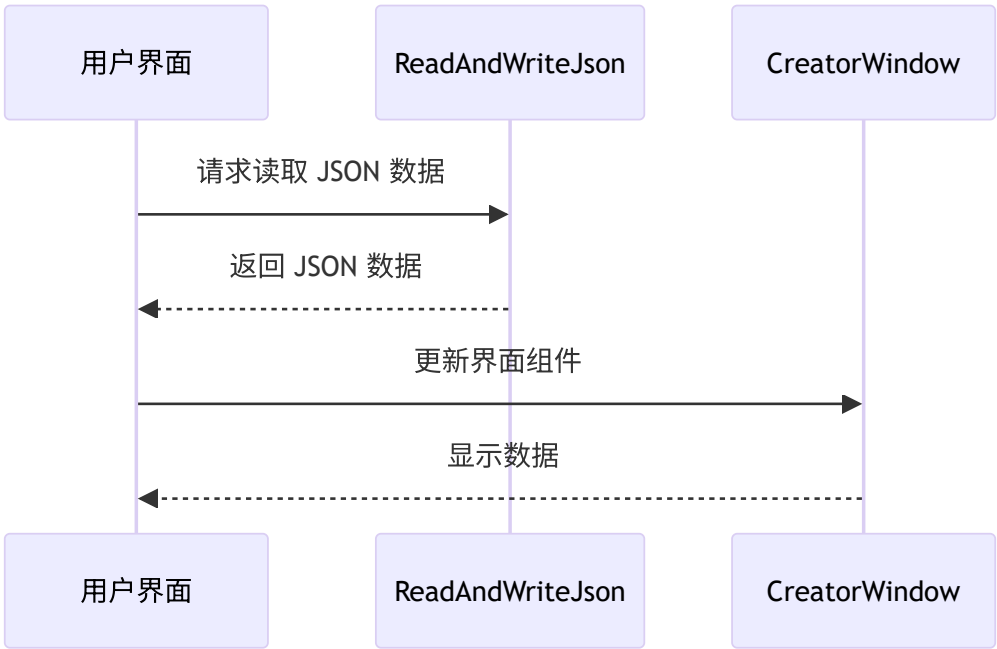 用户界面
ReadAndWriteJson
CreatorWindow
请求读取 JSON 数据
返回 JSON 数据
更新界面组件
显示数据
用户界面
ReadAndWriteJson
CreatorWindow